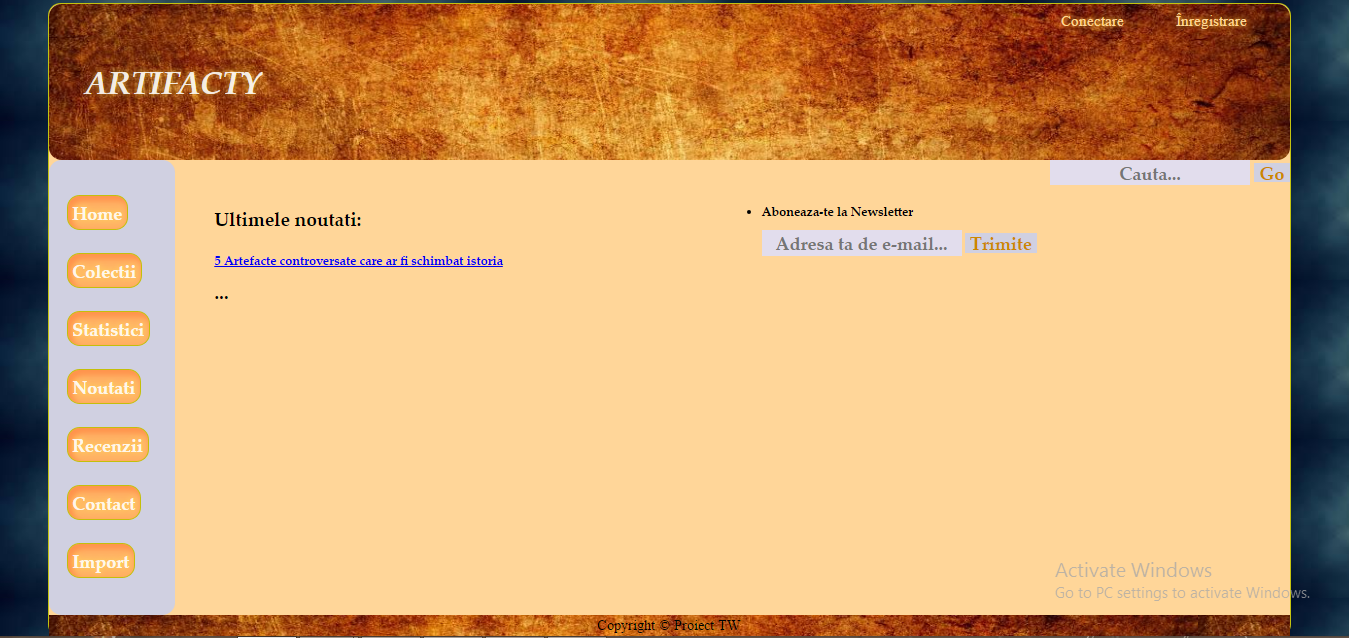 Conectare Înregistrare
ARTIFACTY
Cauta... Go
Home
Colectii
Statistici
Noutati
Recenzii
Contact
Import
Ultimele noutati:
5 Artefacte controversate care ar fi schimbat istoria
...
• Aboneaza-te la Newsletter
Adresa ta de e-mail... Trimite
Activate Windows
Go to PC settings to activate Windows.
Copyright © Proiect TW